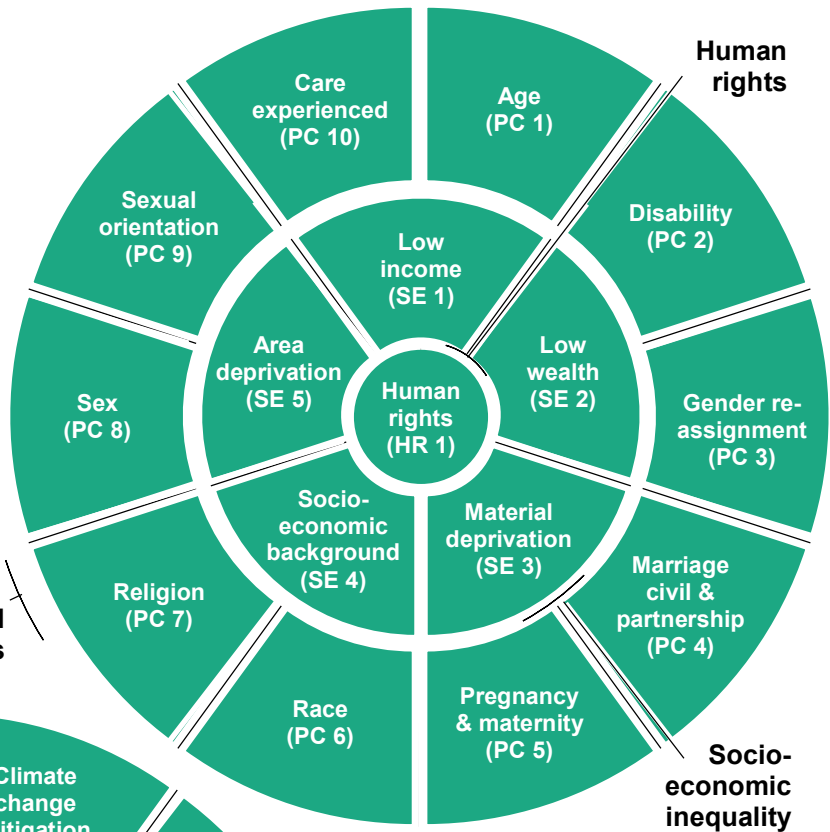 Human
rights
Care
experienced
(PC 10)
Age
(PC 1)
Sexual
orientation
(PC 9)
Disability
(PC 2)
Low
income
(SE 1)
Area
deprivation
(SE 5)
Low
wealth
(SE 2)
Human
rights
(HR 1)
Sex
(PC 8)
Gender re-
assignment
(PC 3)
Socio-
economic
background
(SE 4)
Material
deprivation
(SE 3)
Religion
(PC 7)
Marriage
civil &
partnership
(PC 4)
Race
(PC 6)
Pregnancy
& maternity
(PC 5)
Socio-
economic
inequality
Climate
change